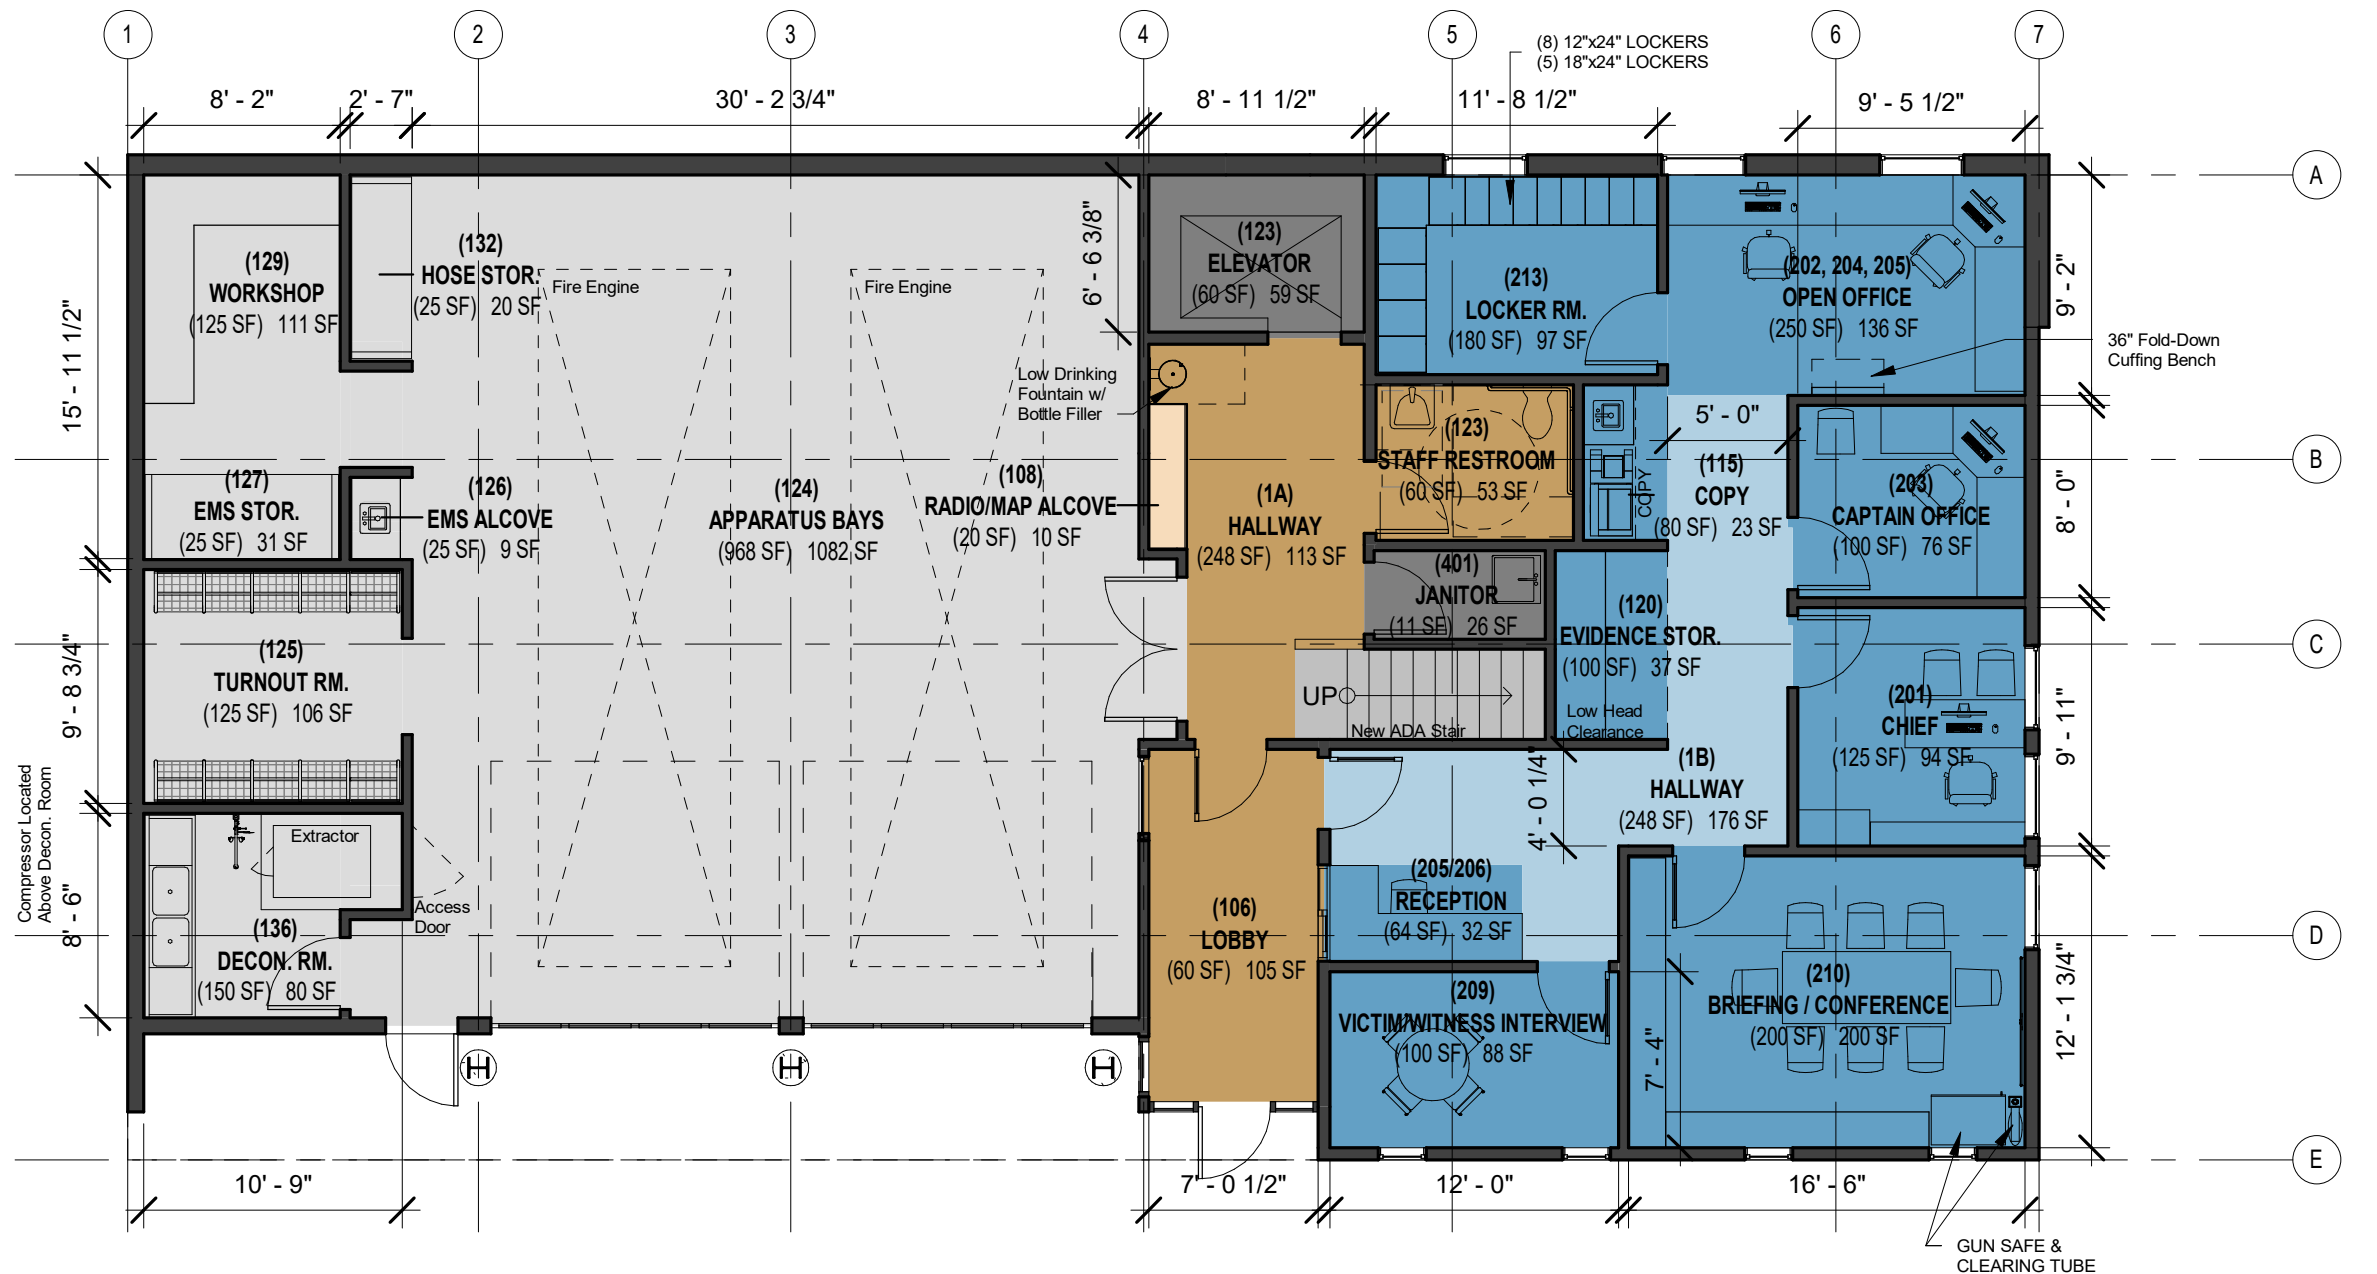 1
2
3
4
5
6
7
(8) 12"x24" LOCKERS
(5) 18"x24" LOCKERS
8' - 2"
2' - 7"
30' - 2 3/4"
8' - 11 1/2"
11' - 8 1/2"
9' - 5 1/2"
A
B
C
D
E
15' - 11 1/2"
9' - 8 3/4"
8' - 6"
Compressor Located
Above Decon. Room
(129)
WORKSHOP
(125 SF) 111 SF
(132)
HOSE STOR.
(25 SF) 20 SF
Fire Engine
Fire Engine
6' - 6 3/8"
(123)
ELEVATOR
(60 SF) 59 SF
(213)
LOCKER RM.
(180 SF) 97 SF
(202, 204, 205)
OPEN OFFICE
(250 SF) 136 SF
9' - 2"
36" Fold-Down
Cuffing Bench
Low Drinking
Fountain w/
Bottle Filler
(127)
EMS STOR.
(25 SF) 31 SF
(126)
EMS ALCOVE
(25 SF) 9 SF
(124)
APPARATUS BAYS
(968 SF) 1082 SF
(108)
RADIO/MAP ALCOVE
(20 SF) 10 SF
(1A)
HALLWAY
(248 SF) 113 SF
(123)
STAFF RESTROOM
(60 SF) 53 SF
COPY
5' - 0"
(115)
COPY
(80 SF) 23 SF
(203)
CAPTAIN OFFICE
(100 SF) 76 SF
8' - 0"
(401)
JANITOR
(11 SF) 26 SF
(120)
EVIDENCE STOR.
(100 SF) 37 SF
Low Head
Clearance
UP
New ADA Stair
(125)
TURNOUT RM.
(125 SF) 106 SF
(201)
CHIEF
(125 SF) 94 SF
9' - 11"
(1B)
HALLWAY
(248 SF) 176 SF
4' - 0 1/4"
Extractor
Access
Door
(136)
DECON. RM.
(150 SF) 80 SF
(106)
LOBBY
(60 SF) 105 SF
(205/206)
RECEPTION
(64 SF) 32 SF
(209)
VICTIM/WITNESS INTERVIEW
(100 SF) 88 SF
(210)
BRIEFING / CONFERENCE
(200 SF) 200 SF
7' - 4"
12' - 1 3/4"
H
H
H
10' - 9"
7' - 0 1/2"
12' - 0"
16' - 6"
GUN SAFE &
CLEARING TUBE